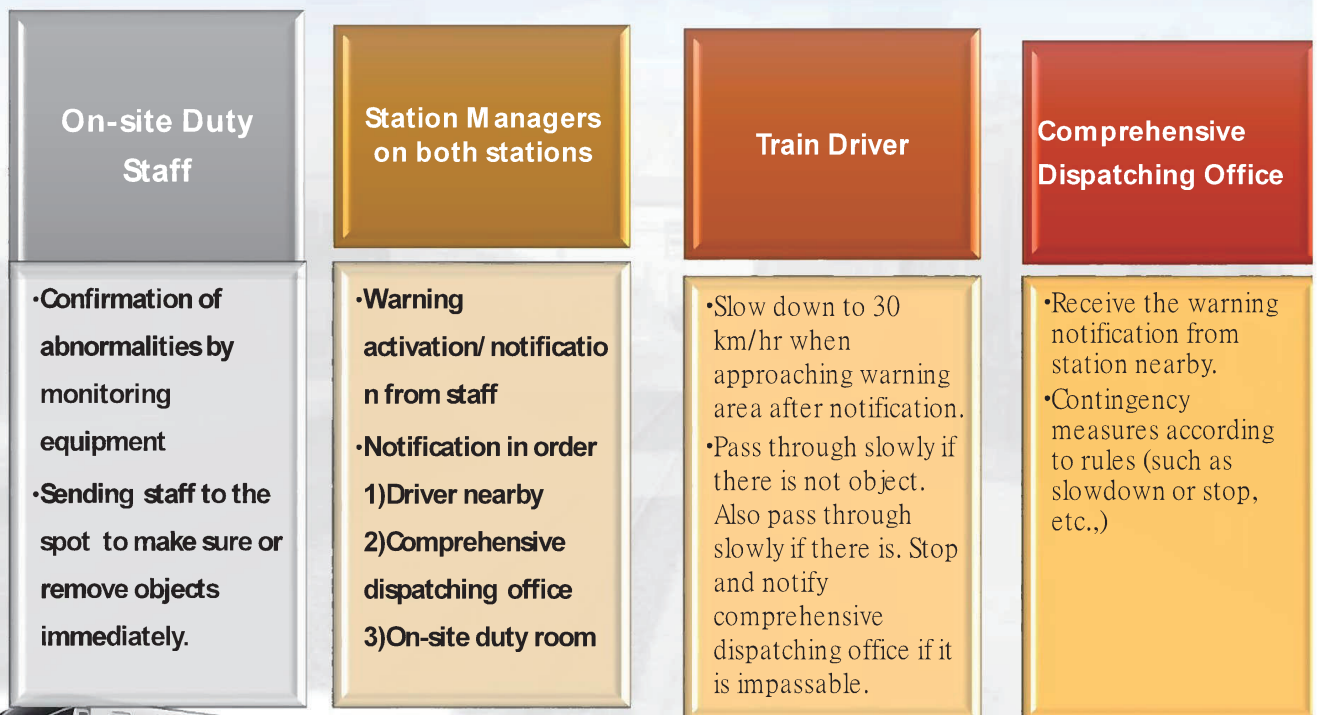 On-site Duty
Staff
·Confirmation of
abnormalities by
monitoring
equipment
·Sending staff to the
spot to make sure or
remove objects
immediately.
Station Managers
on both stations
·Warning
activation/ notificatio
n from staff
·Notification in order
1)Driver nearby
2)Comprehensive
dispatching office
3)On-site duty room
Train Driver
·Slow down to 30
km/hr when
approaching warning
area after notification.
·Pass through slowly if
there is not object.
Also pass through
slowly if there is. Stop
and notify
comprehensive
dispatching office if it
is impassable.
Comprehensive
Dispatching Office
·Receive the warning
notification from
station nearby.
·Contingency
measures according
to rules (such as
slowdown or stop,
etc.,)